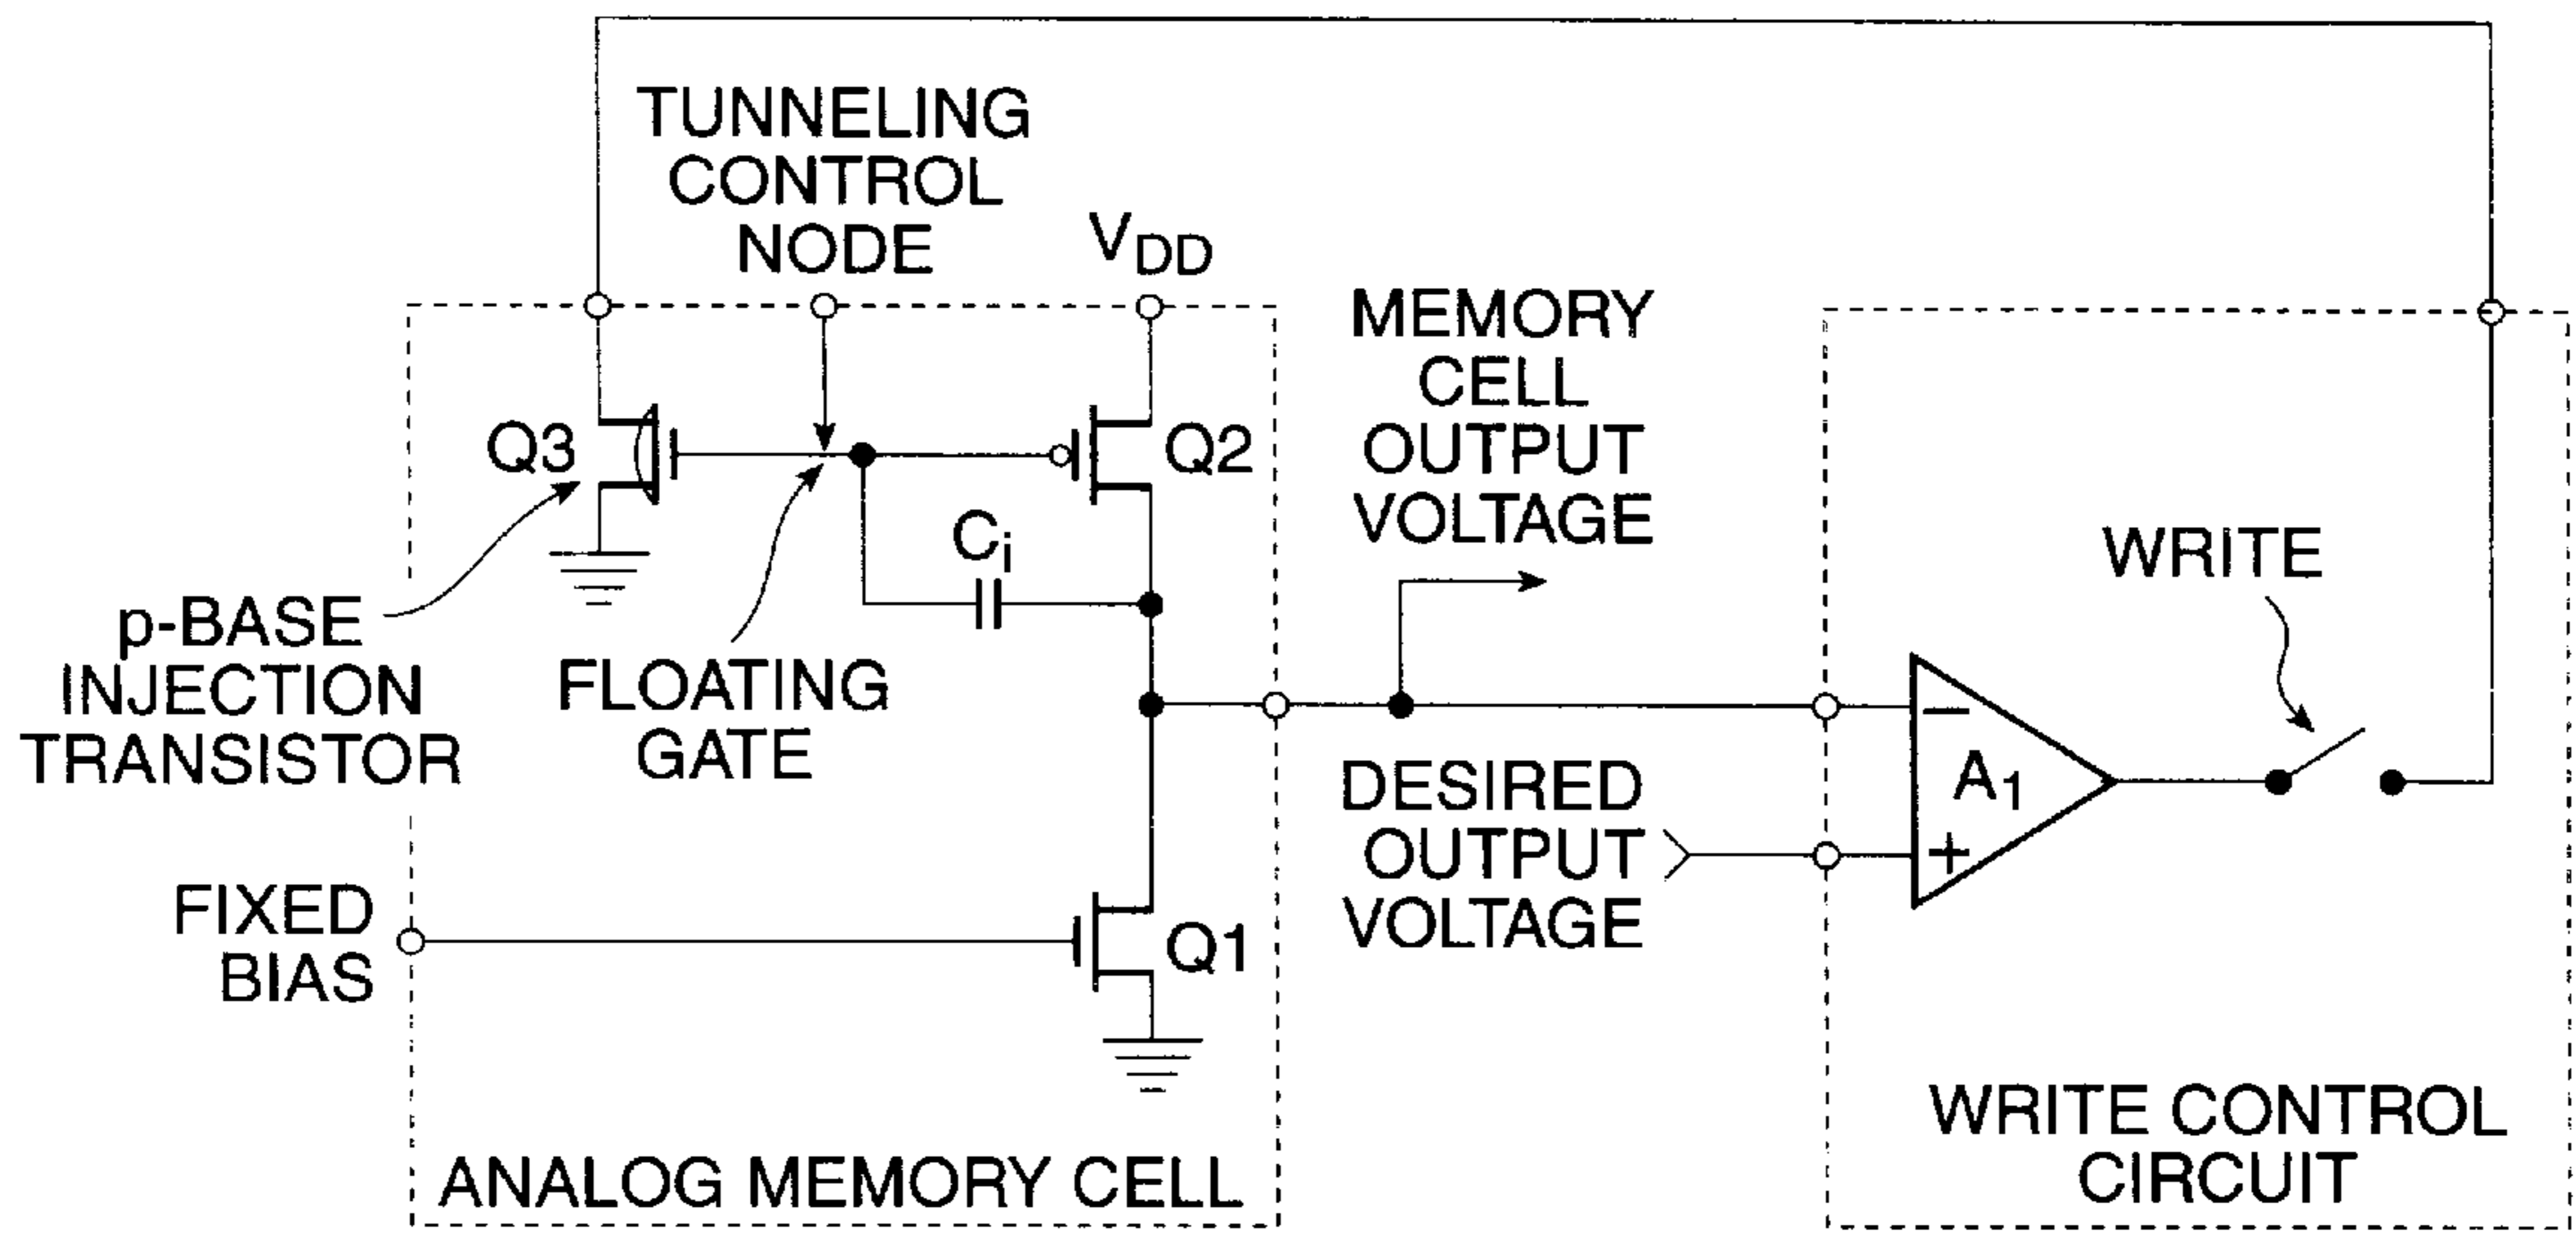 TUNNELING
CONTROL
NODE
VDD
MEMORY
CELL
OUTPUT
VOLTAGE
Q3
Q2
Ci
WRITE
p-BASE
INJECTION
TRANSISTOR
FLOATING
GATE
−
A1
+
DESIRED
OUTPUT
VOLTAGE
FIXED
BIAS
Q1
ANALOG MEMORY CELL
WRITE CONTROL
CIRCUIT